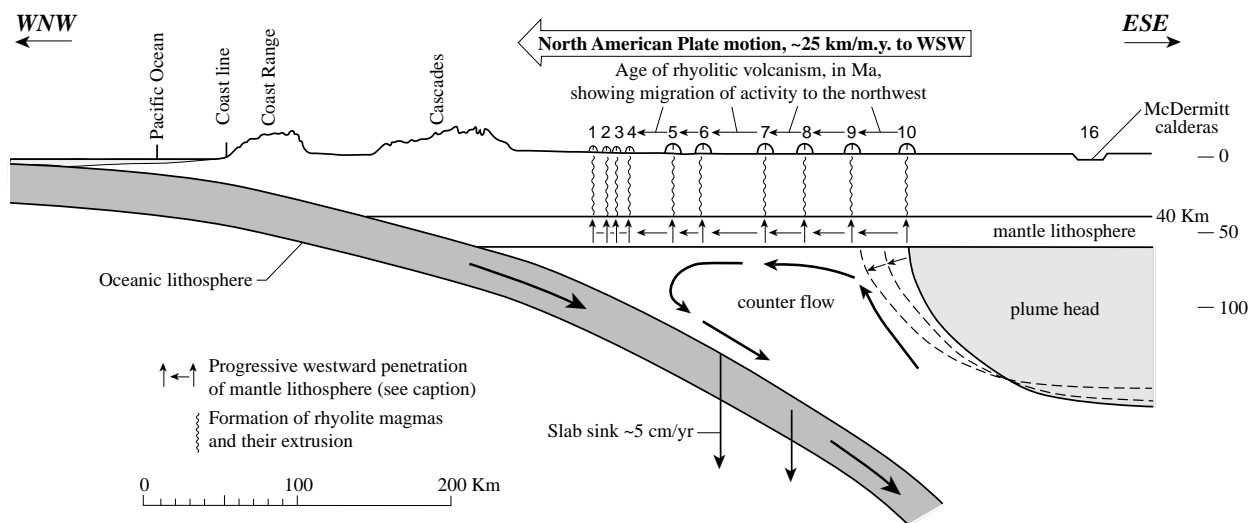 WNW
ESE
North American Plate motion, ~25 km/m.y. to WSW
Pacific Ocean
Coast line
Coast Range
Cascades
Age of rhyolitic volcanism, in Ma,
showing migration of activity to the northwest
McDermitt
calderas
1 2 3 4 5 6 7 8 9 10 16
0
40 Km
mantle lithosphere
50
Oceanic lithosphere
counter flow
plume head
100
Progressive westward penetration
of mantle lithosphere (see caption)
Formation of rhyolite magmas
and their extrusion
Slab sink ~5 cm/yr
0 100 200 Km